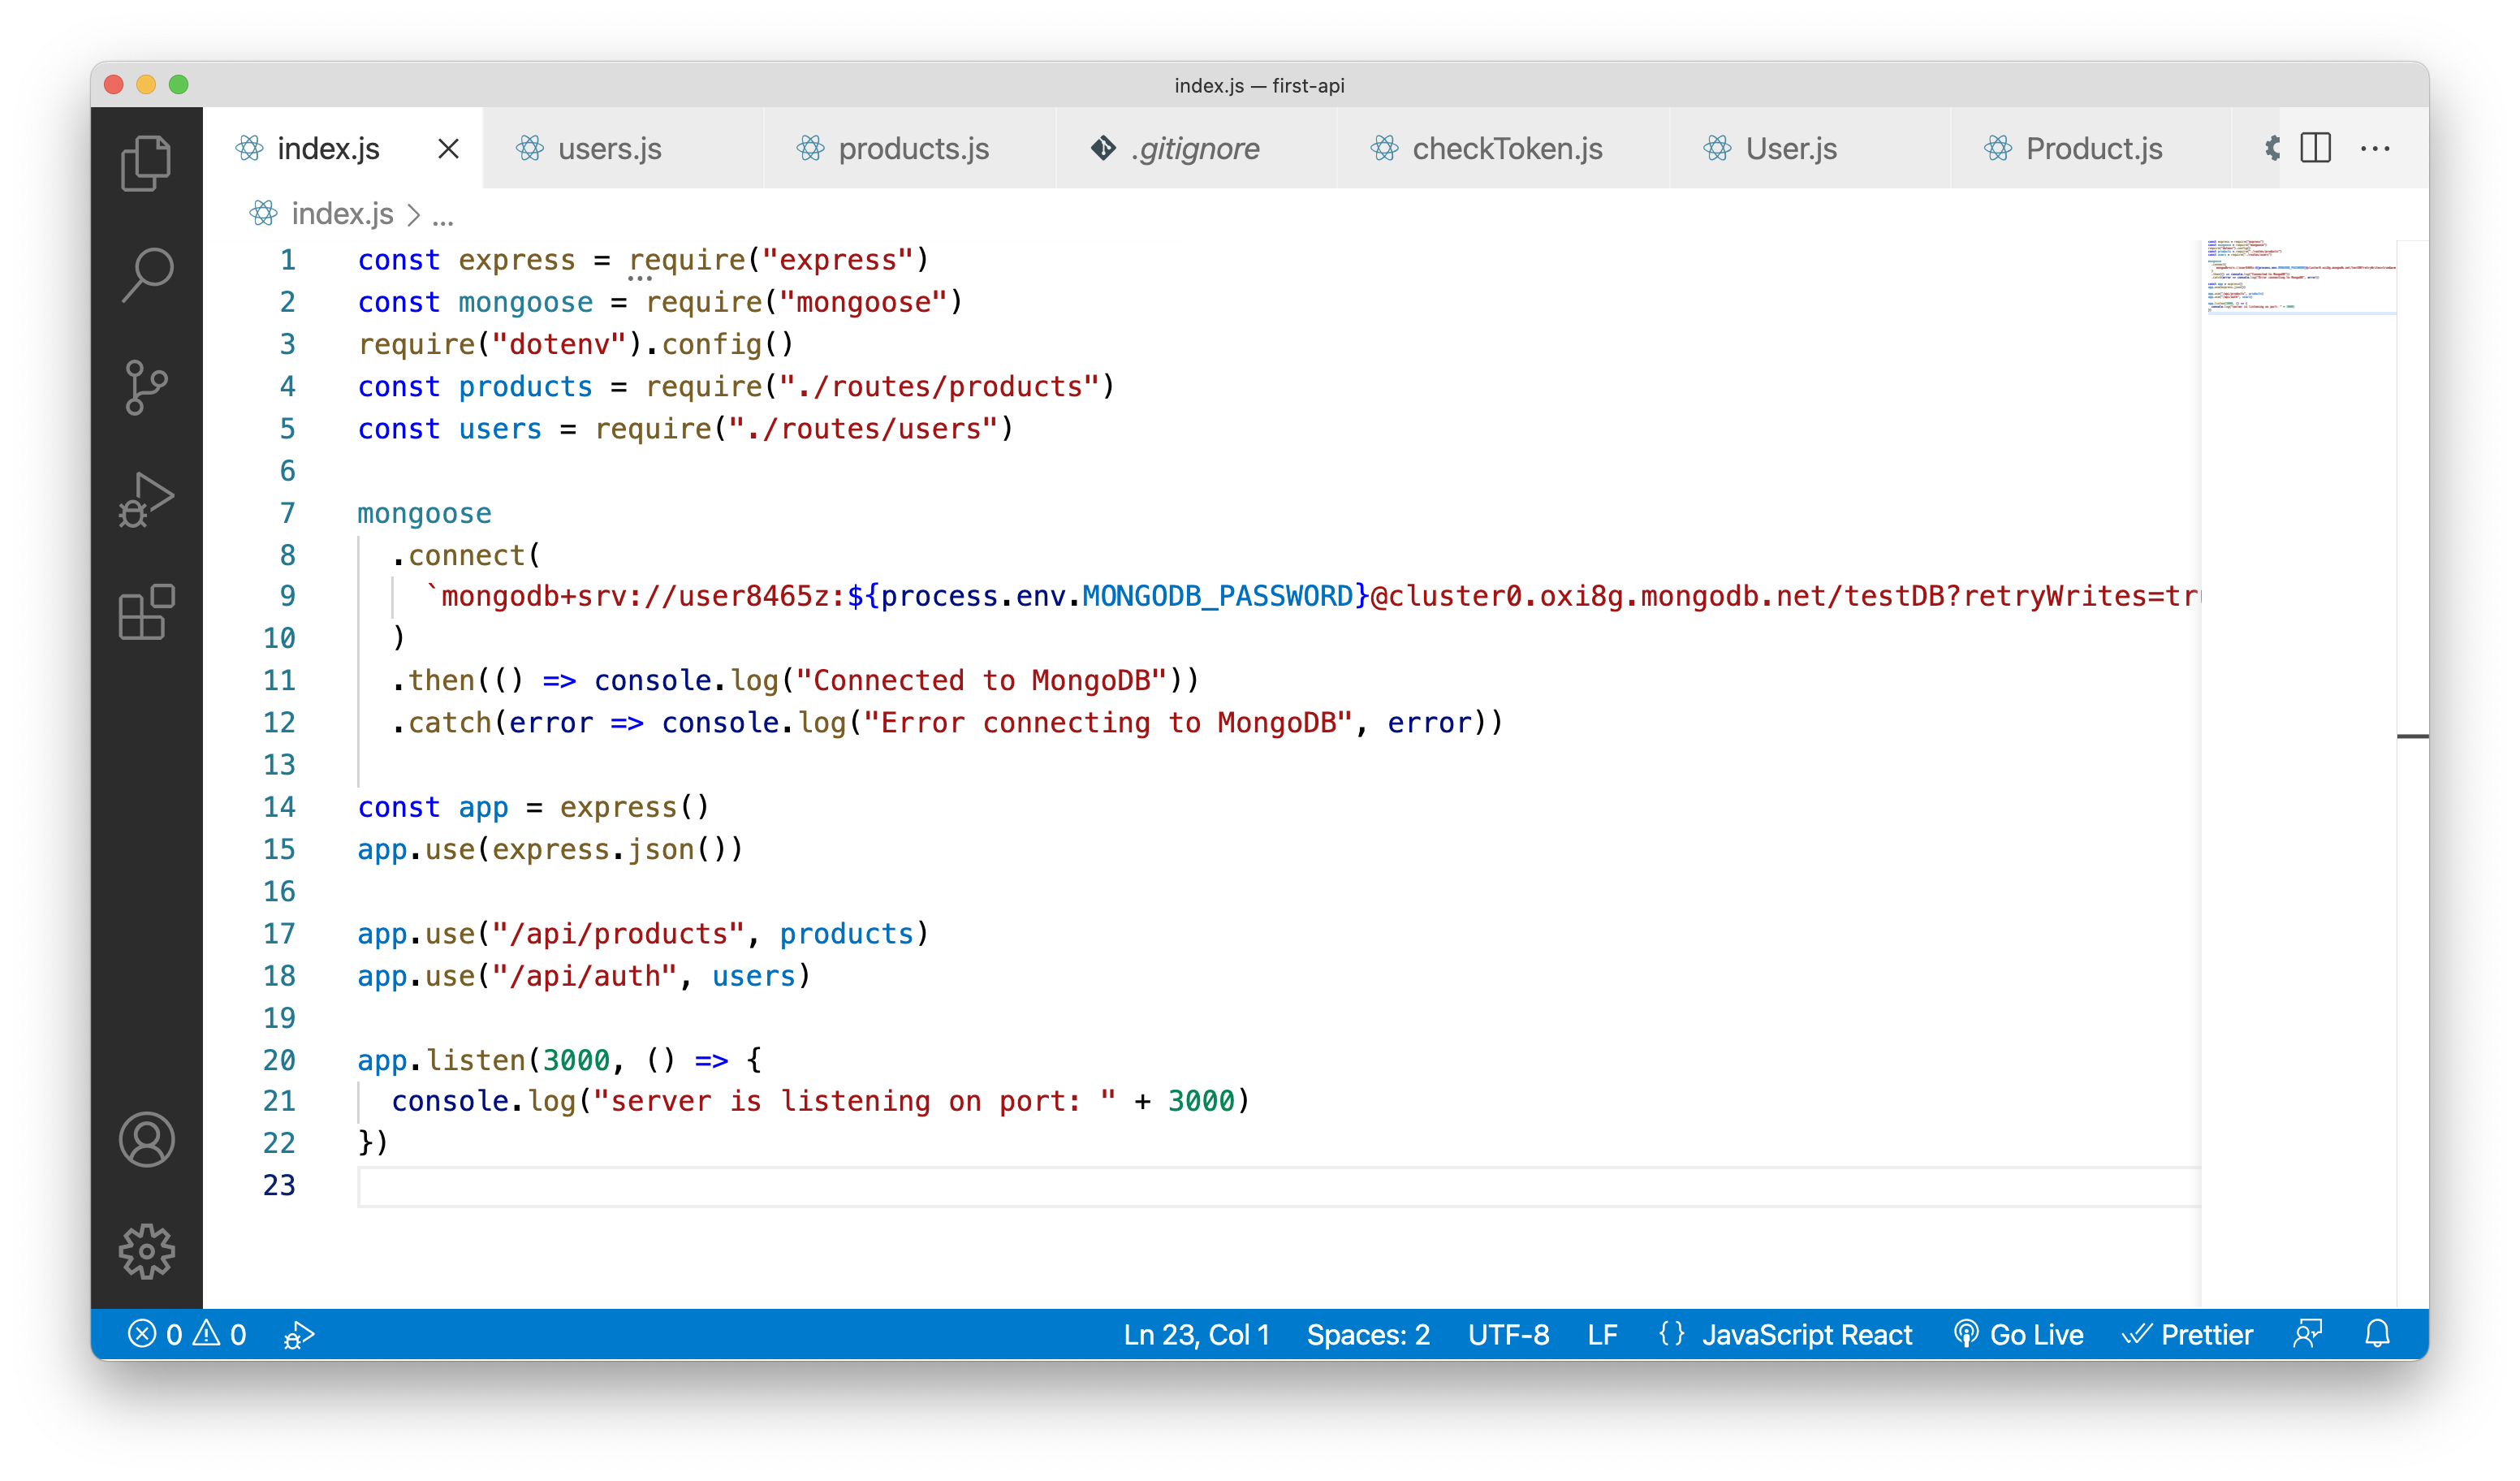 index.js — first-api
index.js users.js products.js .gitignore checkToken.js User.js Product.js ...
index.js > ...
1 const express = require("express")
2 const mongoose = require("mongoose")
3 require("dotenv").config()
4 const products = require("./routes/products")
5 const users = require("./routes/users")
6
7 mongoose
8 .connect(
9 `mongodb+srv://user8465z:${process.env.MONGODB_PASSWORD}@cluster0.oxi8g.mongodb.net/testDB?retryWrites=tr
10 )
11 .then(() => console.log("Connected to MongoDB"))
12 .catch(error => console.log("Error connecting to MongoDB", error))
13
14 const app = express()
15 app.use(express.json())
16
17 app.use("/api/products", products)
18 app.use("/api/auth", users)
19
20 app.listen(3000, () => {
21 console.log("server is listening on port: " + 3000)
22 })
23
0 0 Ln 23, Col 1 Spaces: 2 UTF-8 LF {} JavaScript React Go Live Prettier